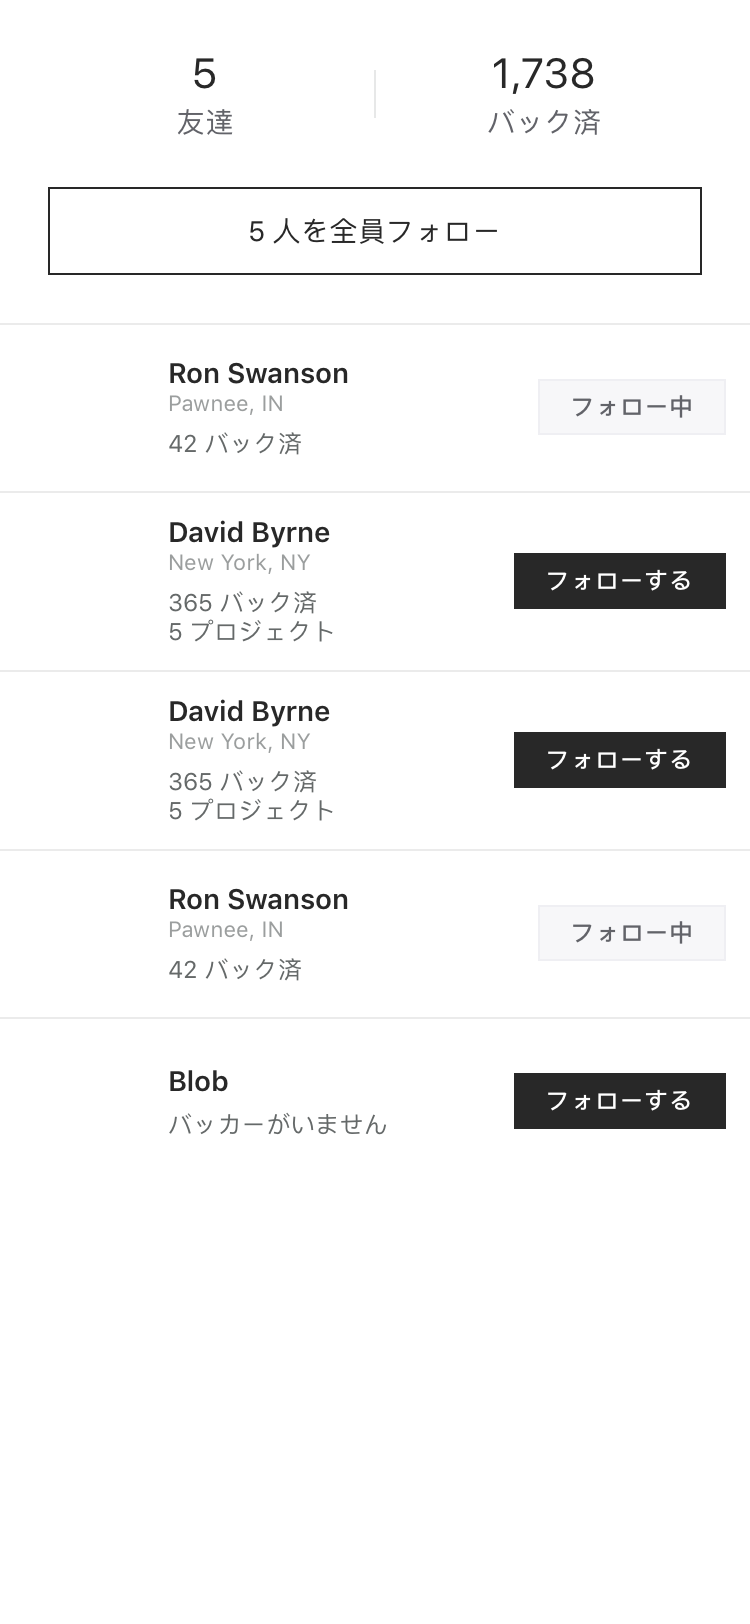 5
友達
1,738
バック済
5 人を全員フォロー
Ron Swanson
Pawnee, IN
42 バック済
フォロー中
David Byrne
New York, NY
365 バック済
5 プロジェクト
フォローする
David Byrne
New York, NY
365 バック済
5 プロジェクト
フォローする
Ron Swanson
Pawnee, IN
42 バック済
フォロー中
Blob
バッカーがいません
フォローする